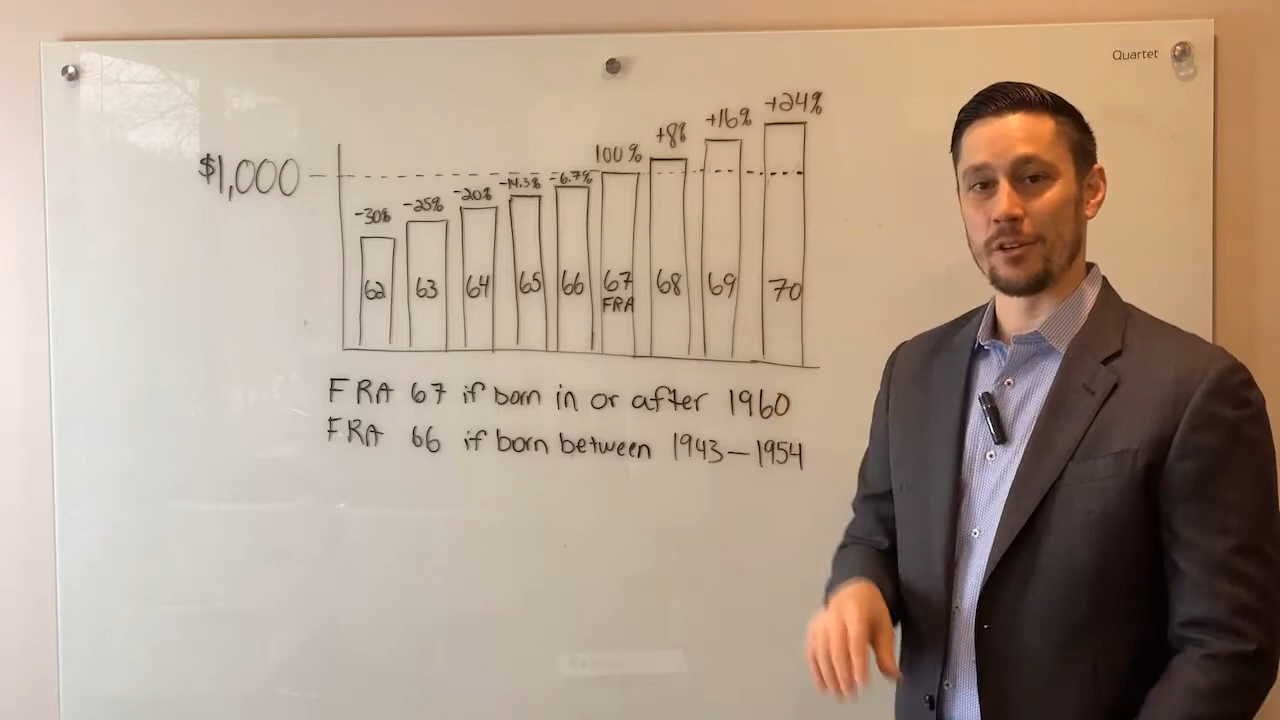 Quartet
$1,000
-30% -25% -20% -14.3% -6.7% 100% +8% +16% +24%
62 63 64 65 66 67 68 69 70
FRA
FRA 67 if born in or after 1960
FRA 66 if born between 1943-1954